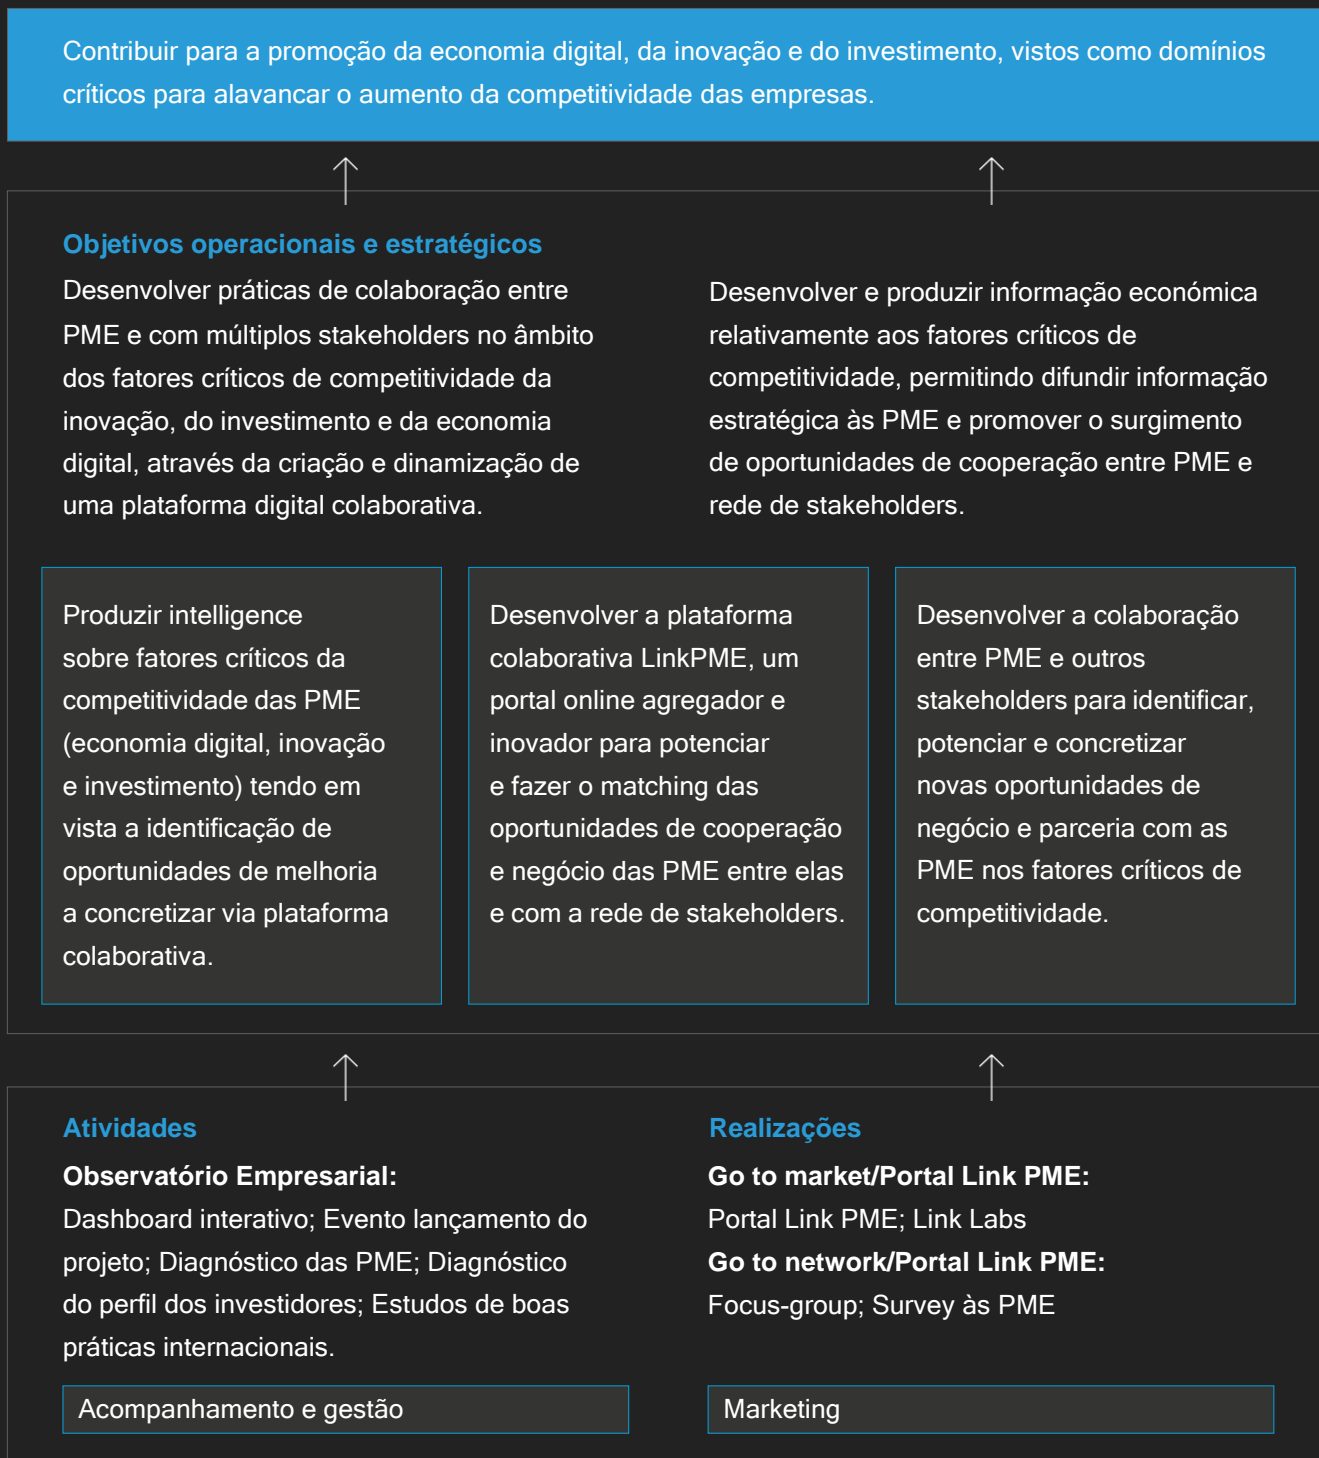 Contribuir para a promoção da economia digital, da inovação e do investimento, vistos como domínios
críticos para alavancar o aumento da competitividade das empresas.
Objetivos operacionais e estratégicos
Desenvolver práticas de colaboração entre
PME e com múltiplos stakeholders no âmbito
dos fatores críticos de competitividade da
inovação, do investimento e da economia
digital, através da criação e dinamização de
uma plataforma digital colaborativa.
Desenvolver e produzir informação económica
relativamente aos fatores críticos de
competitividade, permitindo difundir informação
estratégica às PME e promover o surgimento
de oportunidades de cooperação entre PME e
rede de stakeholders.
Produzir intelligence
sobre fatores críticos da
competitividade das PME
(economia digital, inovação
e investimento) tendo em
vista a identificação de
oportunidades de melhoria
a concretizar via plataforma
colaborativa.
Desenvolver a plataforma
colaborativa LinkPME, um
portal online agregador e
inovador para potenciar
e fazer o matching das
oportunidades de cooperação
e negócio das PME entre elas
e com a rede de stakeholders.
Desenvolver a colaboração
entre PME e outros
stakeholders para identificar,
potenciar e concretizar
novas oportunidades de
negócio e parceria com as
PME nos fatores críticos de
competitividade.
Atividades
Observatório Empresarial:
Dashboard interativo; Evento lançamento do
projeto; Diagnóstico das PME; Diagnóstico
do perfil dos investidores; Estudos de boas
práticas internacionais.
Acompanhamento e gestão
Realizações
Go to market/Portal Link PME:
Portal Link PME; Link Labs
Go to network/Portal Link PME:
Focus-group; Survey às PME
Marketing